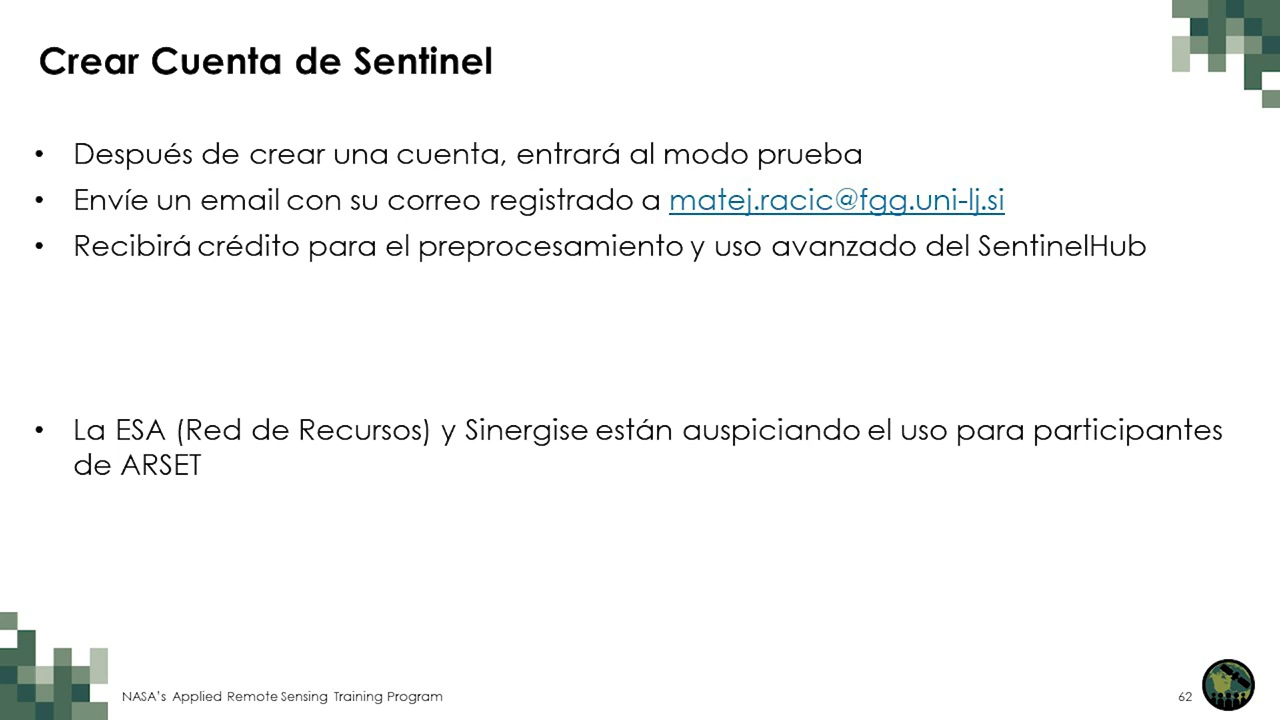 Crear Cuenta de Sentinel
• Después de crear una cuenta, entrará al modo prueba
• Envíe un email con su correo registrado a matej.racic@fgg.uni-lj.si
• Recibirá crédito para el preprocesamiento y uso avanzado del SentinelHub
• La ESA (Red de Recursos) y Sinergise están auspiciando el uso para participantes
de ARSET
NASA's Applied Remote Sensing Training Program
62